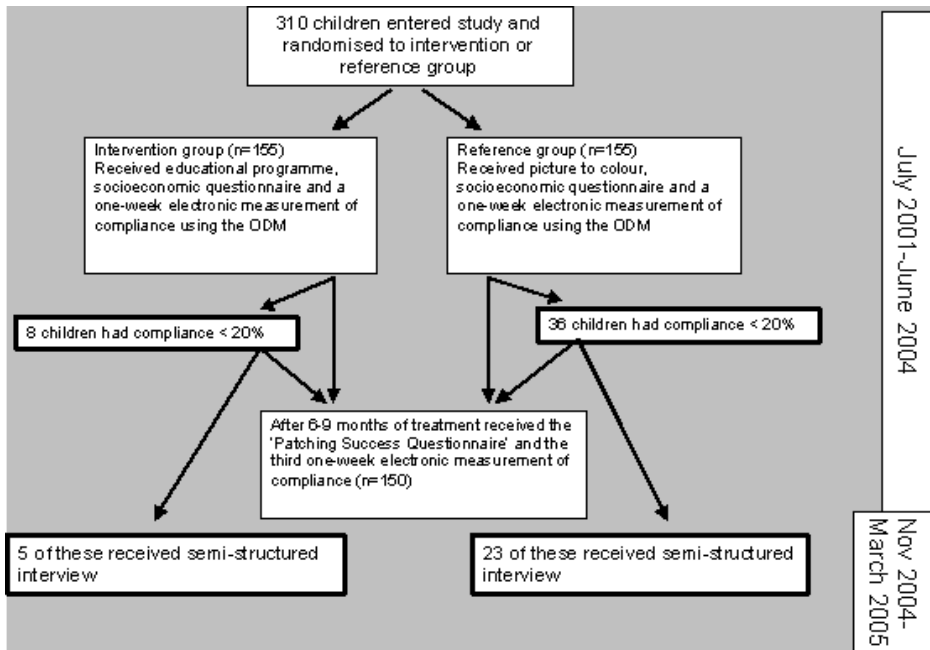 310 children entered study and
randomised to intervention or
reference group
Intervention group (n=155)
Received educational programme,
socioeconomic questionnaire and a
one-week electronic measurement of
compliance using the ODM
Reference group (n=155)
Received picture to colour,
socioeconomic questionnaire and a
one-week electronic measurement of
compliance using the ODM
8 children had compliance < 20%
36 children had compliance < 20%
After 6-9 months of treatment received the
'Patching Success Questionnaire' and the
third one-week electronic measurement of
compliance (n=150)
5 of these received semi-structured
interview
23 of these received semi-structured
interview
July 2001-June 2004
Nov 2004-
March 2005